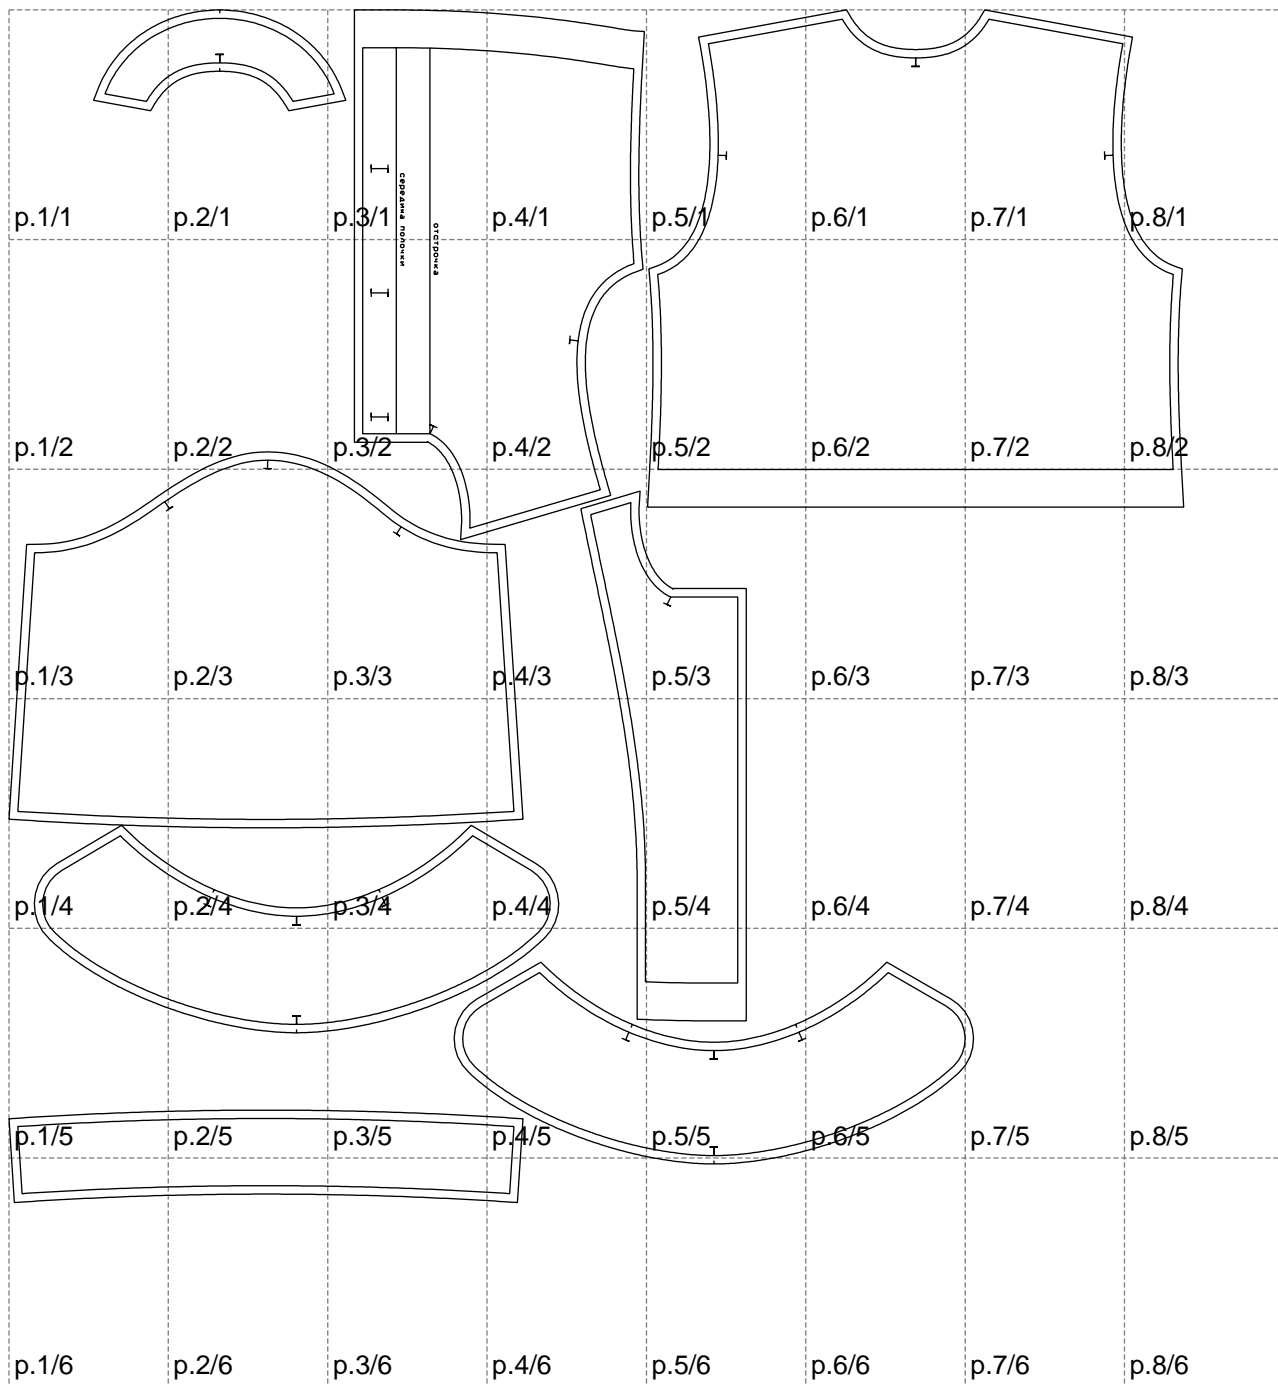 середина полочки
отстрочка
p.1/1 p.2/1 p.3/1 p.4/1 p.5/1 p.6/1 p.7/1 p.8/1
p.1/2 p.2/2 p.3/2 p.4/2 p.5/2 p.6/2 p.7/2 p.8/2
p.1/3 p.2/3 p.3/3 p.4/3 p.5/3 p.6/3 p.7/3 p.8/3
p.1/4 p.2/4 p.3/4 p.4/4 p.5/4 p.6/4 p.7/4 p.8/4
p.1/5 p.2/5 p.3/5 p.4/5 p.5/5 p.6/5 p.7/5 p.8/5
p.1/6 p.2/6 p.3/6 p.4/6 p.5/6 p.6/6 p.7/6 p.8/6